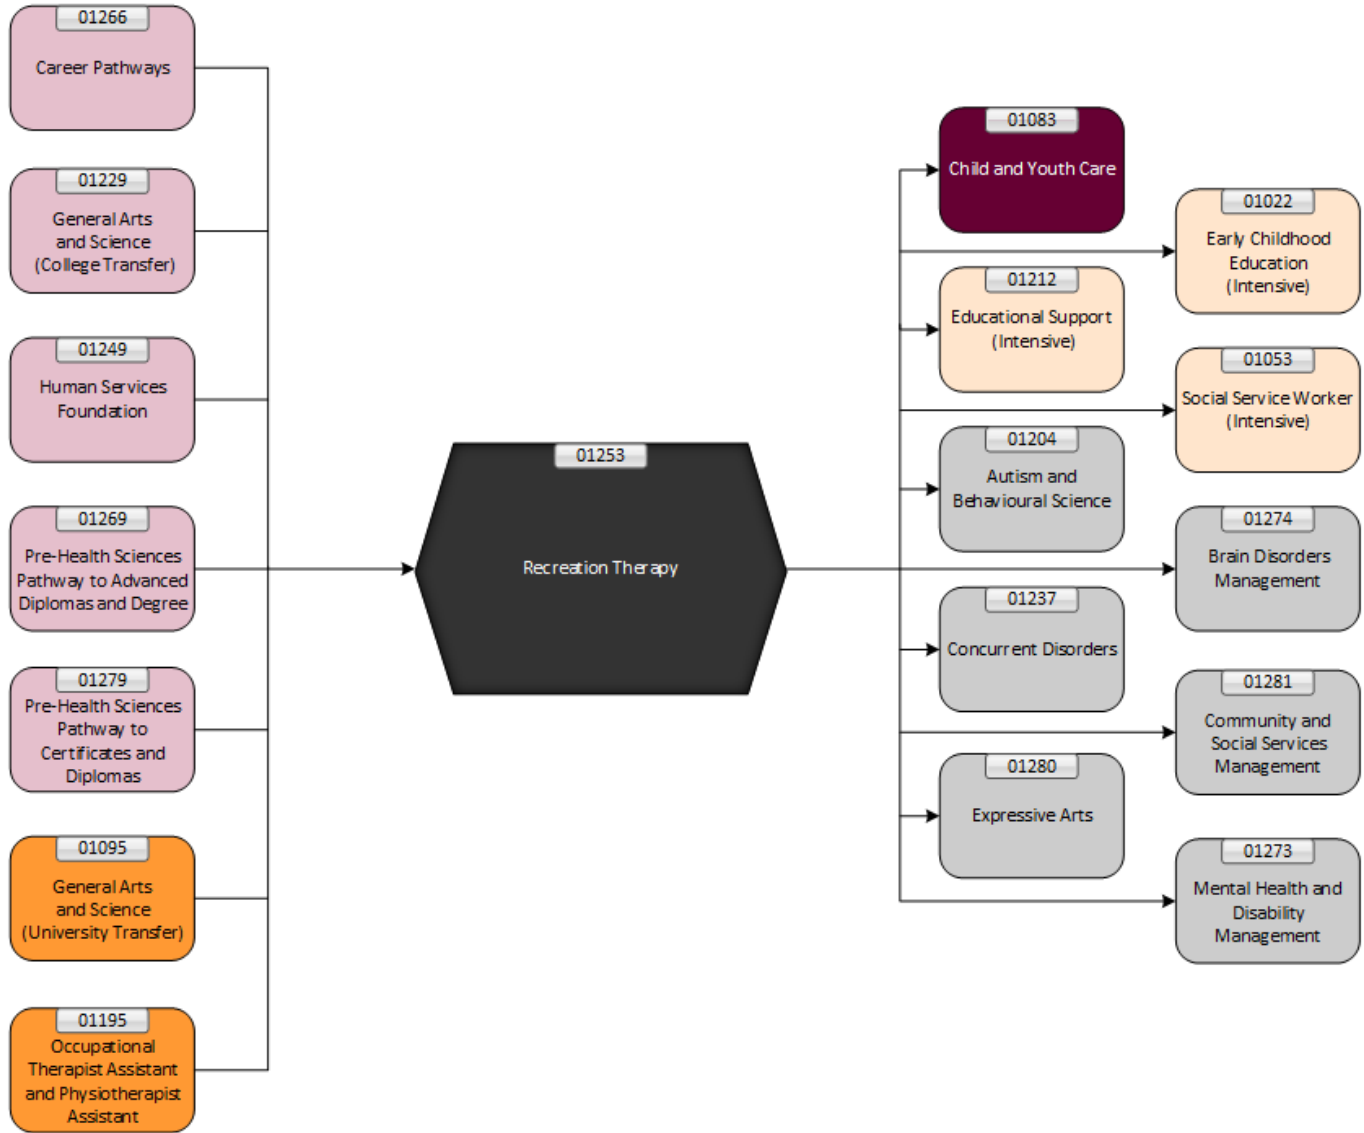 01266
Career Pathways
01229
General Arts
and Science
(College Transfer)
01249
Human Services
Foundation
01269
Pre-Health Sciences
Pathway to Advanced
Diplomas and Degree
01279
Pre-Health Sciences
Pathway to
Certificates and
Diplomas
01095
General Arts
and Science
(University Transfer)
01195
Occupational
Therapist Assistant
and Physiotherapist
Assistant
01253
Recreation Therapy
01083
Child and Youth Care
01022
Early Childhood
Education
(Intensive)
01212
Educational Support
(Intensive)
01053
Social Service Worker
(Intensive)
01204
Autism and
Behavioural Science
01274
Brain Disorders
Management
01237
Concurrent Disorders
01281
Community and
Social Services
Management
01280
Expressive Arts
01273
Mental Health and
Disability
Management